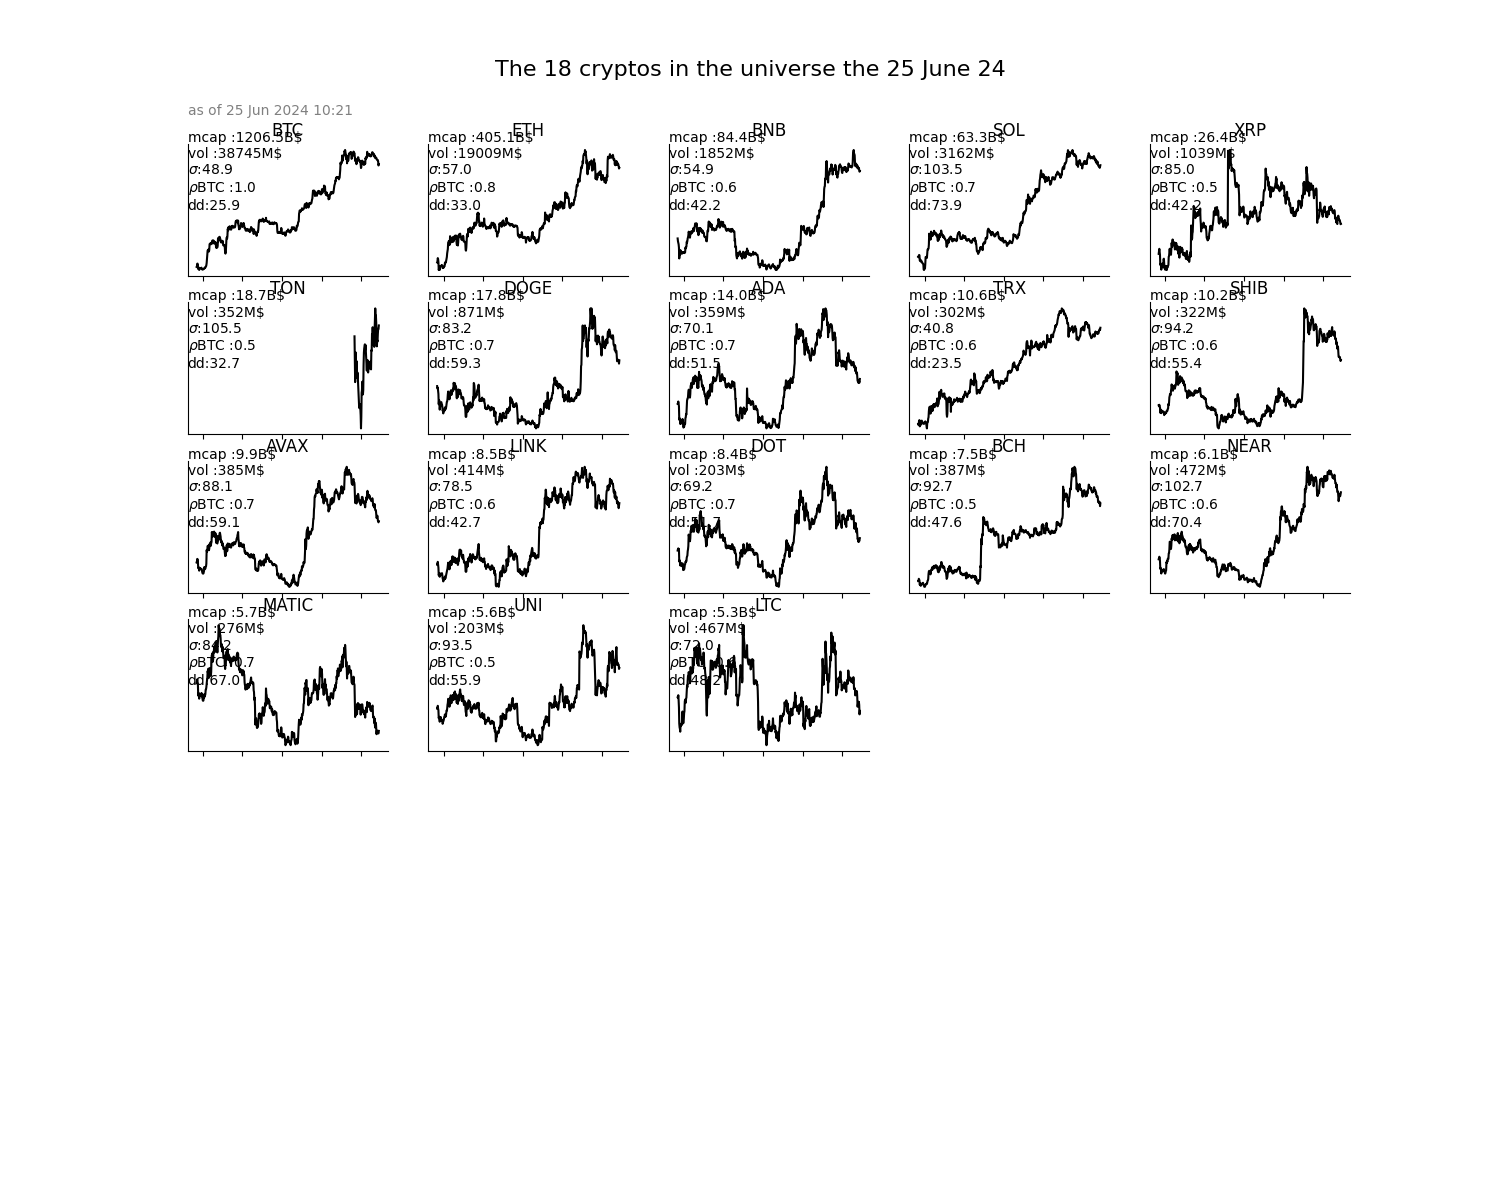 The 18 cryptos in the universe the 25 June 24
as of 25 Jun 2024 10:21
BTC
mcap :1206.5B$
vol :38745M$
σ:48.9
ρBTC :1.0
dd:25.9
ETH
mcap :405.1B$
vol :19009M$
σ:57.0
ρBTC :0.8
dd:33.0
BNB
mcap :84.4B$
vol :1852M$
σ:54.9
ρBTC :0.6
dd:42.2
SOL
mcap :63.3B$
vol :3162M$
σ:103.5
ρBTC :0.7
dd:73.9
XRP
mcap :26.4B$
vol :1039M$
σ:85.0
ρBTC :0.5
dd:42.2
TON
mcap :18.7B$
vol :352M$
σ:105.5
ρBTC :0.5
dd:32.7
DOGE
mcap :17.8B$
vol :871M$
σ:83.2
ρBTC :0.7
dd:59.3
ADA
mcap :14.0B$
vol :359M$
σ:70.1
ρBTC :0.7
dd:51.5
TRX
mcap :10.6B$
vol :302M$
σ:40.8
ρBTC :0.6
dd:23.5
SHIB
mcap :10.2B$
vol :322M$
σ:94.2
ρBTC :0.6
dd:55.4
AVAX
mcap :9.9B$
vol :385M$
σ:88.1
ρBTC :0.7
dd:59.1
LINK
mcap :8.5B$
vol :414M$
σ:78.5
ρBTC :0.6
dd:42.7
DOT
mcap :8.4B$
vol :203M$
σ:69.2
ρBTC :0.7
BCH
mcap :7.5B$
vol :387M$
σ:92.7
ρBTC :0.5
dd:47.6
NEAR
mcap :6.1B$
vol :472M$
σ:102.7
ρBTC :0.6
dd:70.4
MATIC
mcap :5.7B$
vol :276M$
ρBTC :0.7
dd:67.0
UNI
mcap :5.6B$
vol :203M$
σ:93.5
ρBTC :0.5
dd:55.9
LTC
mcap :5.3B$
vol :467M$
σ:72.0
dd:48.2